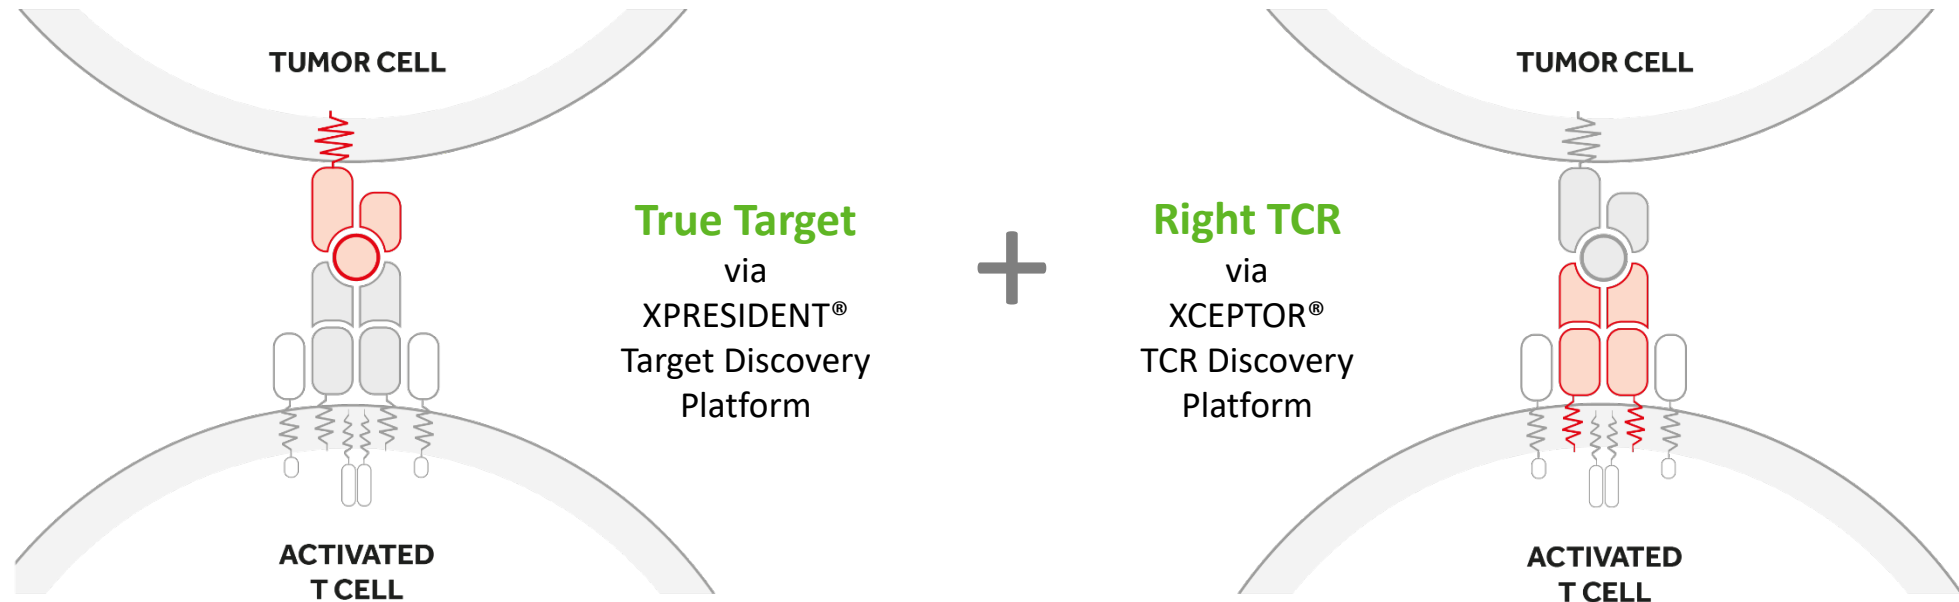 TUMOR CELL
True Target
via
XPRESIDENT®
Target Discovery
Platform
ACTIVATED
T CELL
+
Right TCR
via
XCEPTOR®
TCR Discovery
Platform
TUMOR CELL
ACTIVATED
T CELL